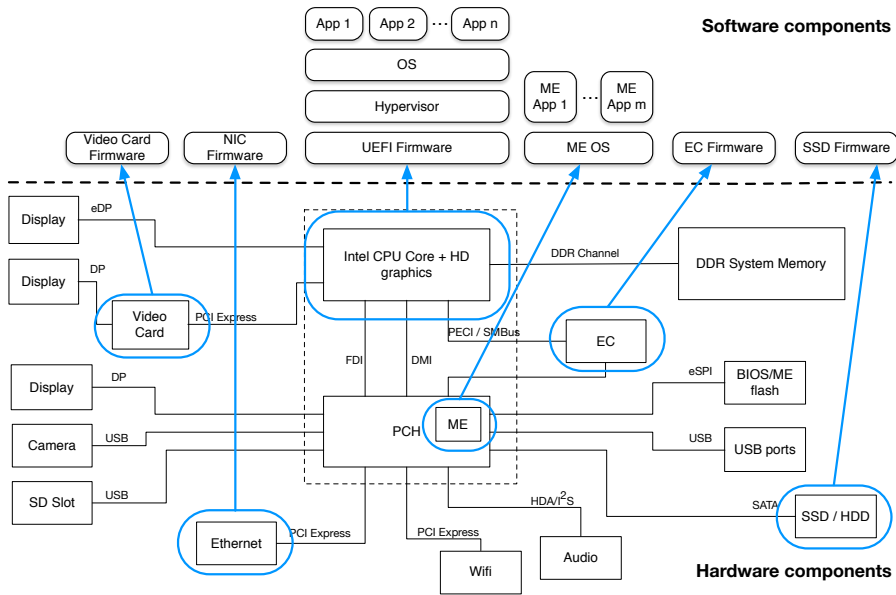 App 1
App 2
...
App n
Software components
OS
ME
App 1
...
ME
App m
Hypervisor
Video Card
Firmware
NIC
Firmware
UEFI Firmware
ME OS
EC Firmware
SSD Firmware
Display
eDP
Intel CPU Core + HD
graphics
DDR Channel
DDR System Memory
Display
DP
Video
Card
PCI Express
PECI / SMBus
EC
FDI
DMI
Display
DP
eSPI
BIOS/ME
flash
PCH
ME
Camera
USB
USB
USB ports
SD Slot
USB
HDA/I²S
SATA
SSD / HDD
Ethernet
PCI Express
PCI Express
Wifi
Audio
Hardware components